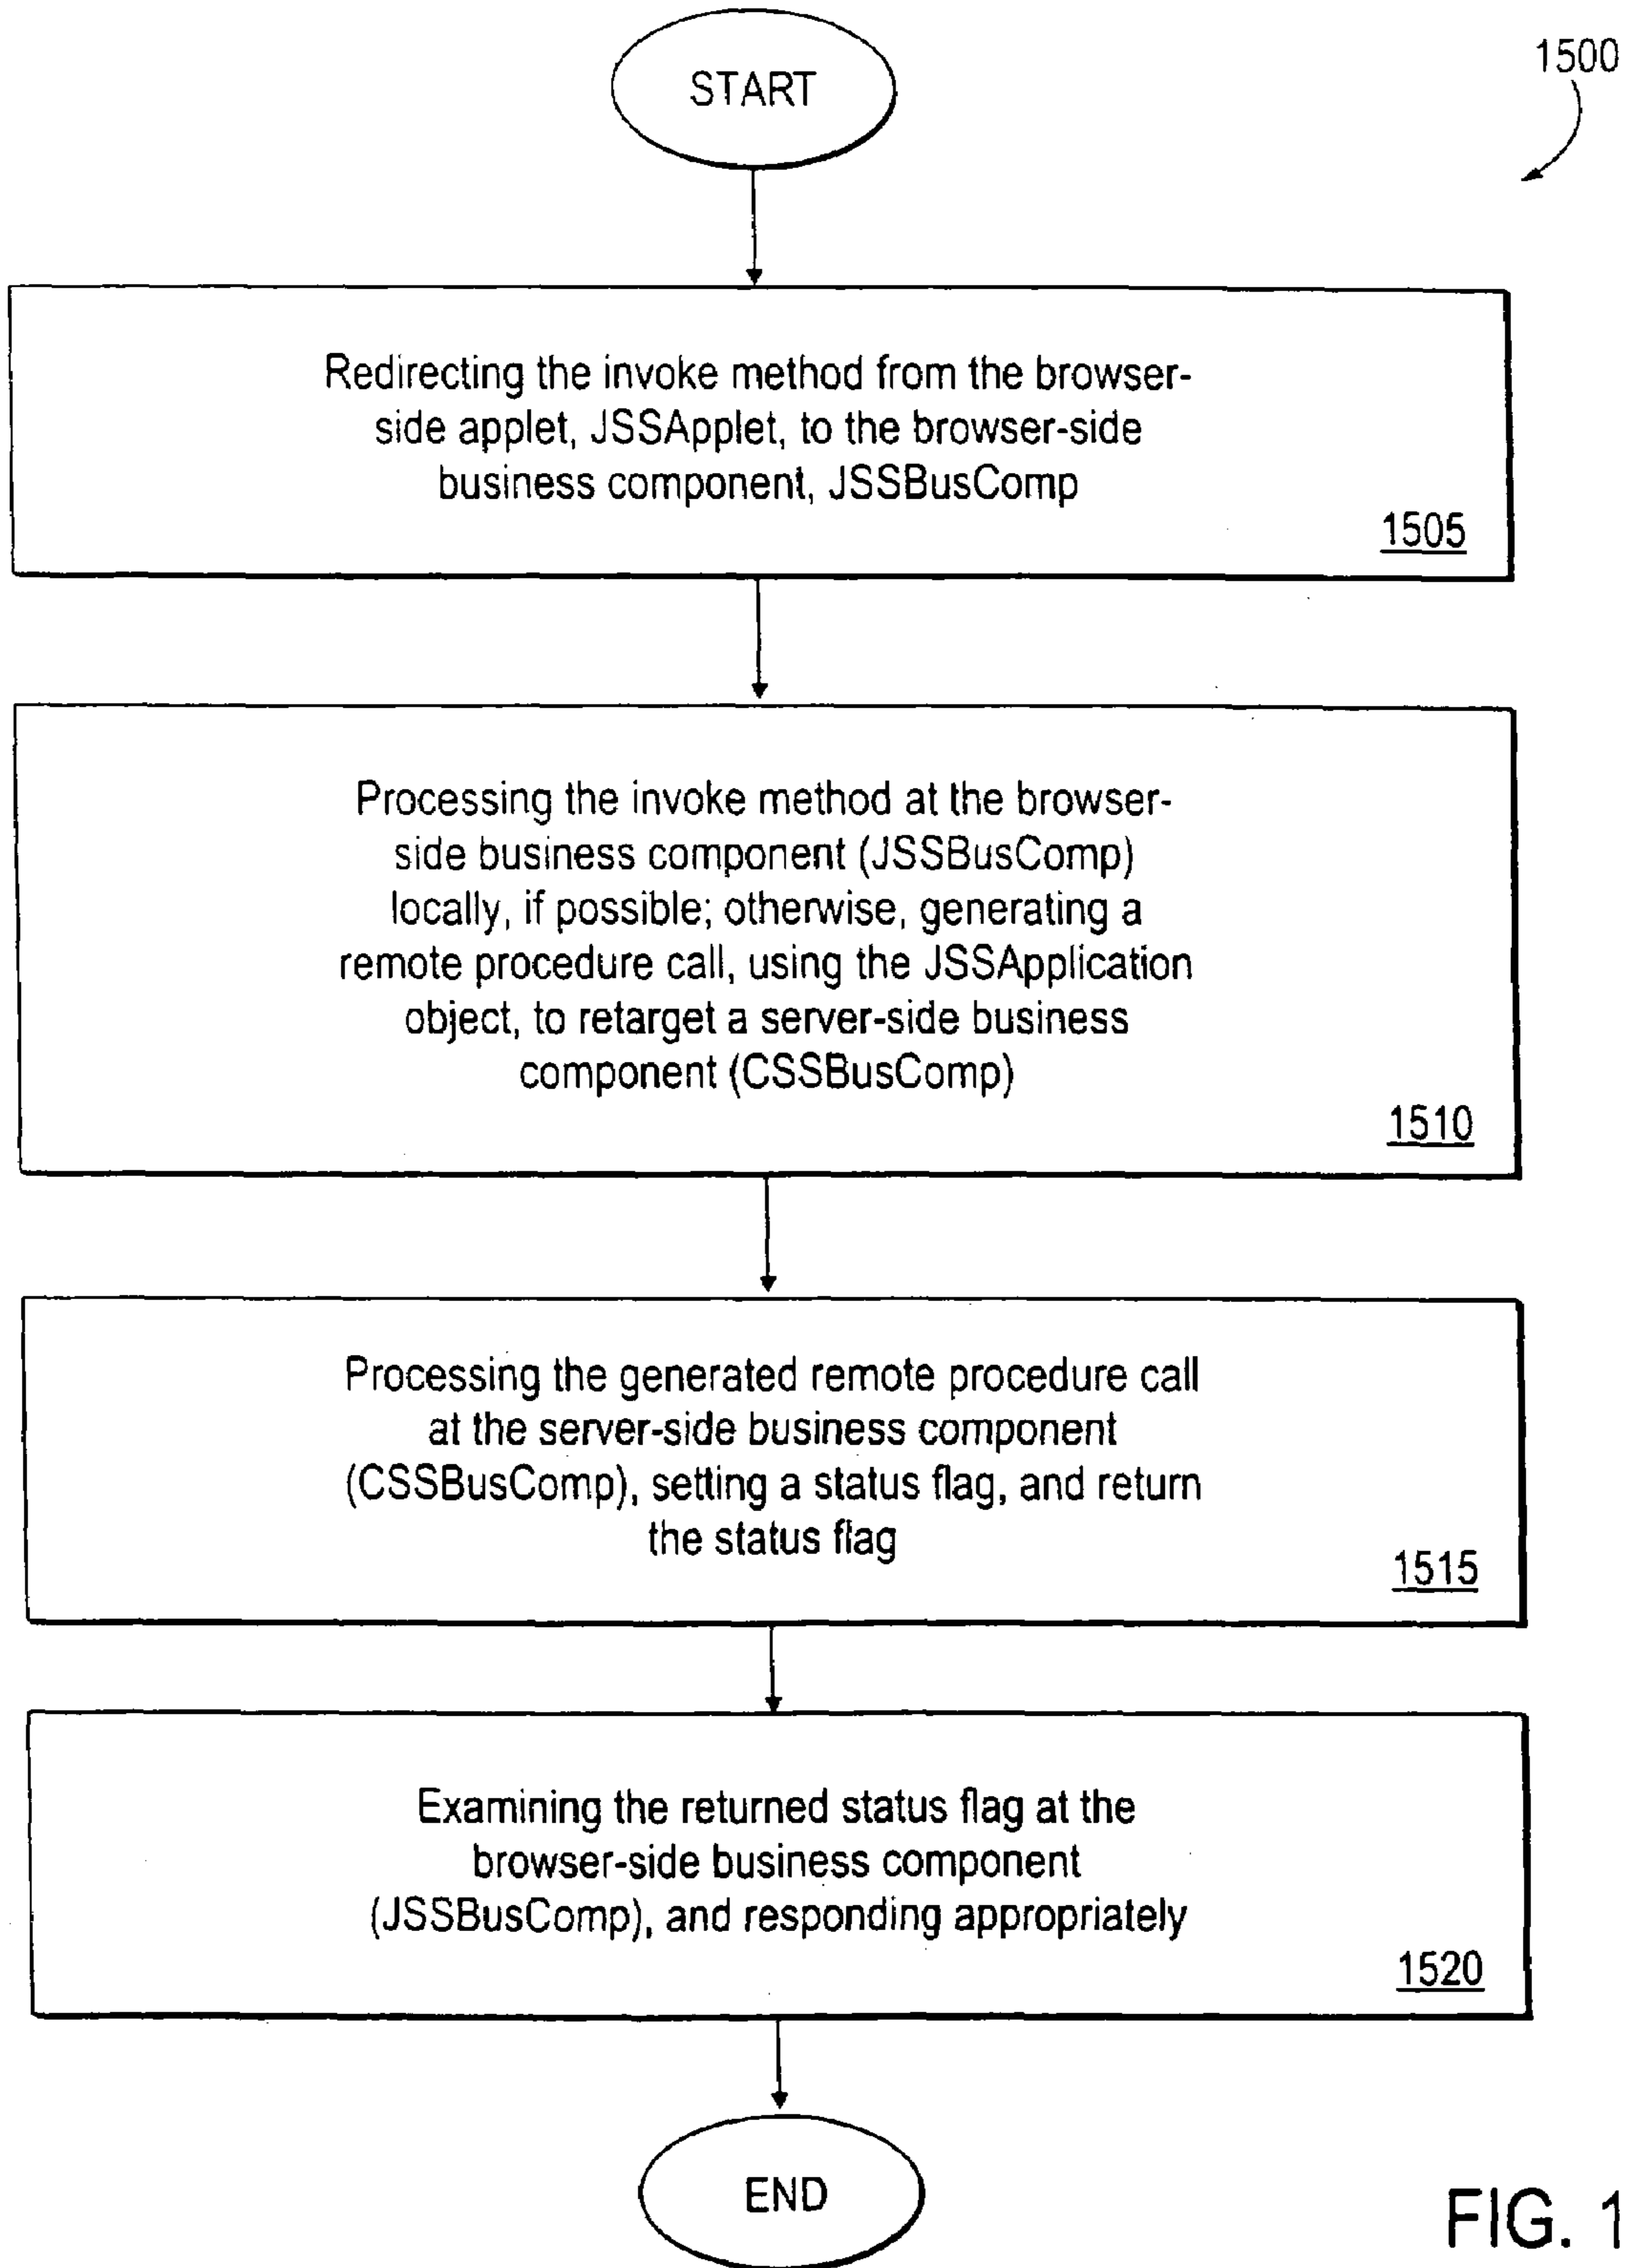 START
1500
Redirecting the invoke method from the browser-
side applet, JSSApplet, to the browser-side
business component, JSSBusComp
1505
Processing the invoke method at the browser-
side business component (JSSBusComp)
locally, if possible; otherwise, generating a
remote procedure call, using the JSSApplication
object, to retarget a server-side business
component (CSSBusComp)
1510
Processing the generated remote procedure call
at the server-side business component
(CSSBusComp), setting a status flag, and return
the status flag
1515
Examining the returned status flag at the
browser-side business component
(JSSBusComp), and responding appropriately
1520
END
FIG. 1